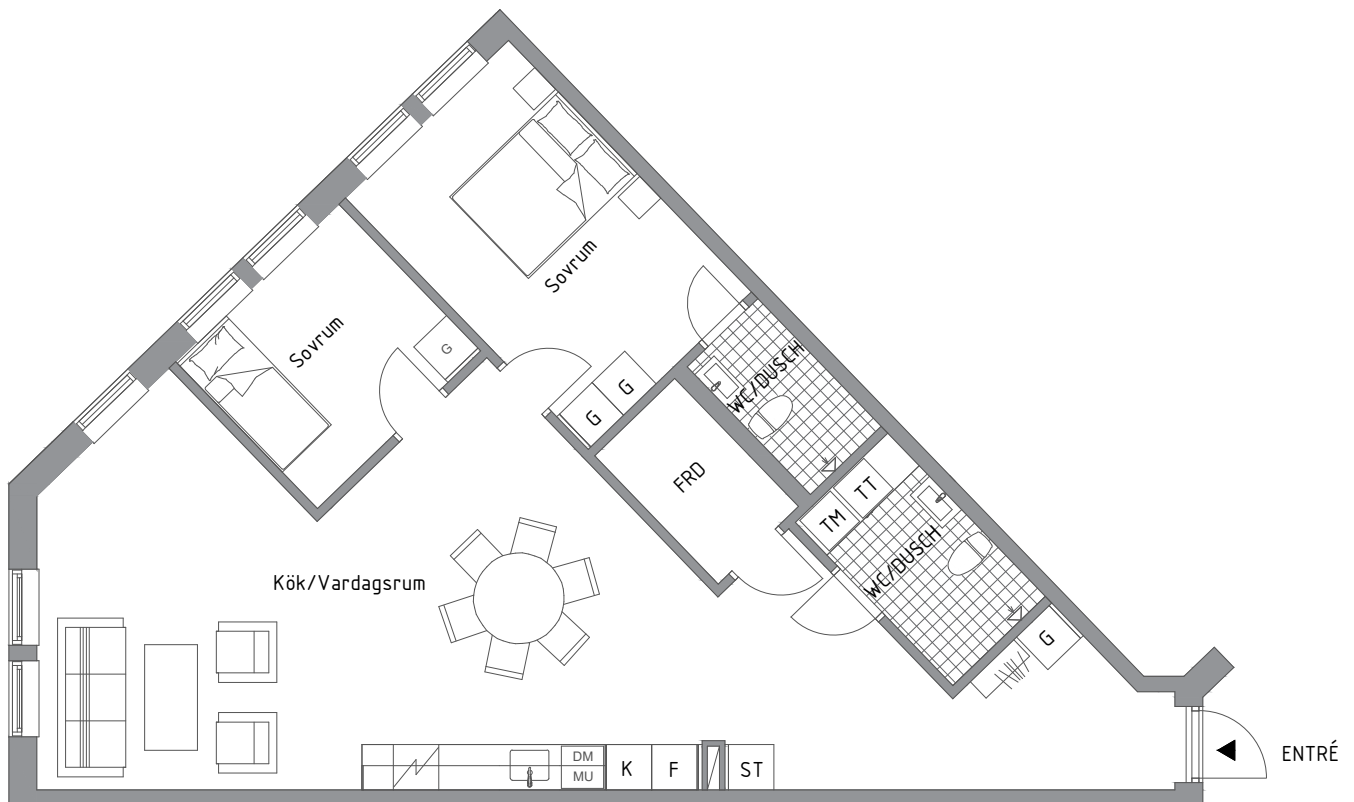 Sovrum
Sovrum
G
G
G
WC/DUSCH
FRD
TT
TM
WC/DUSCH
Kök/Vardagsrum
G
DM
MU
K
F
ST
ENTRÉ